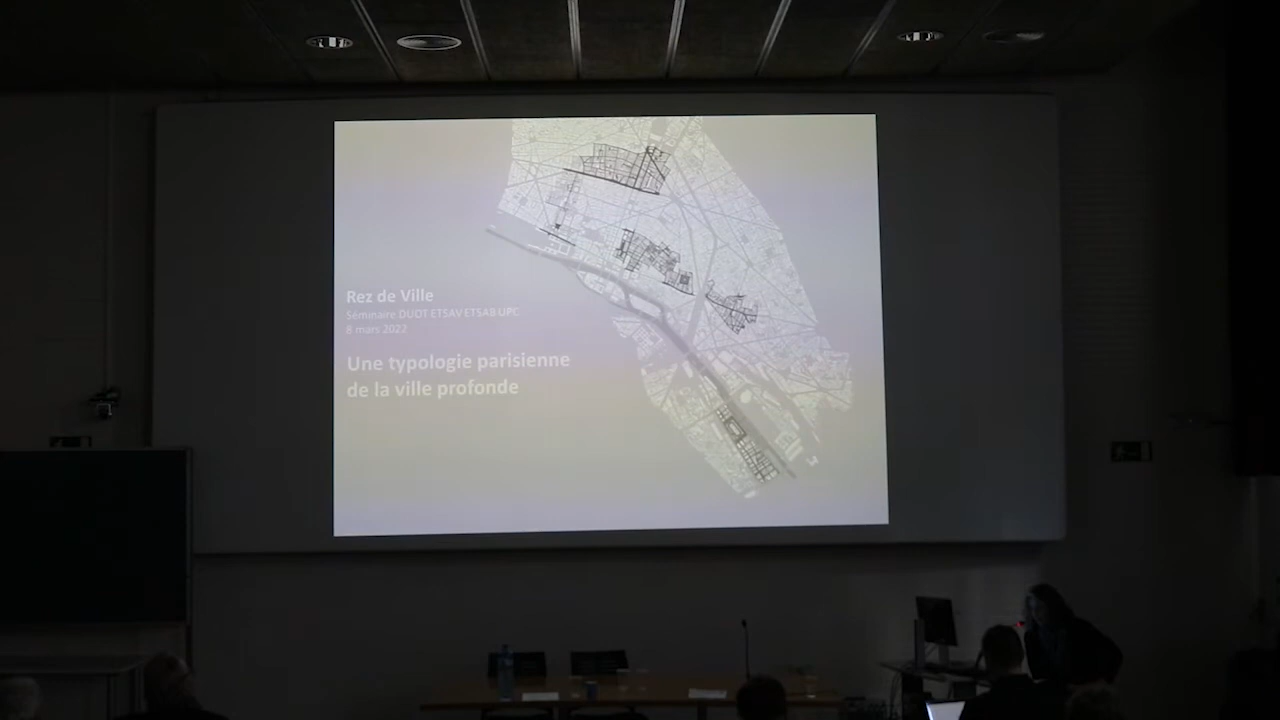 Rez de Ville
Séminaire DUOT ETSAV ETSAB UPC
8 mars 2022
Une typologie parisienne
de la ville profonde